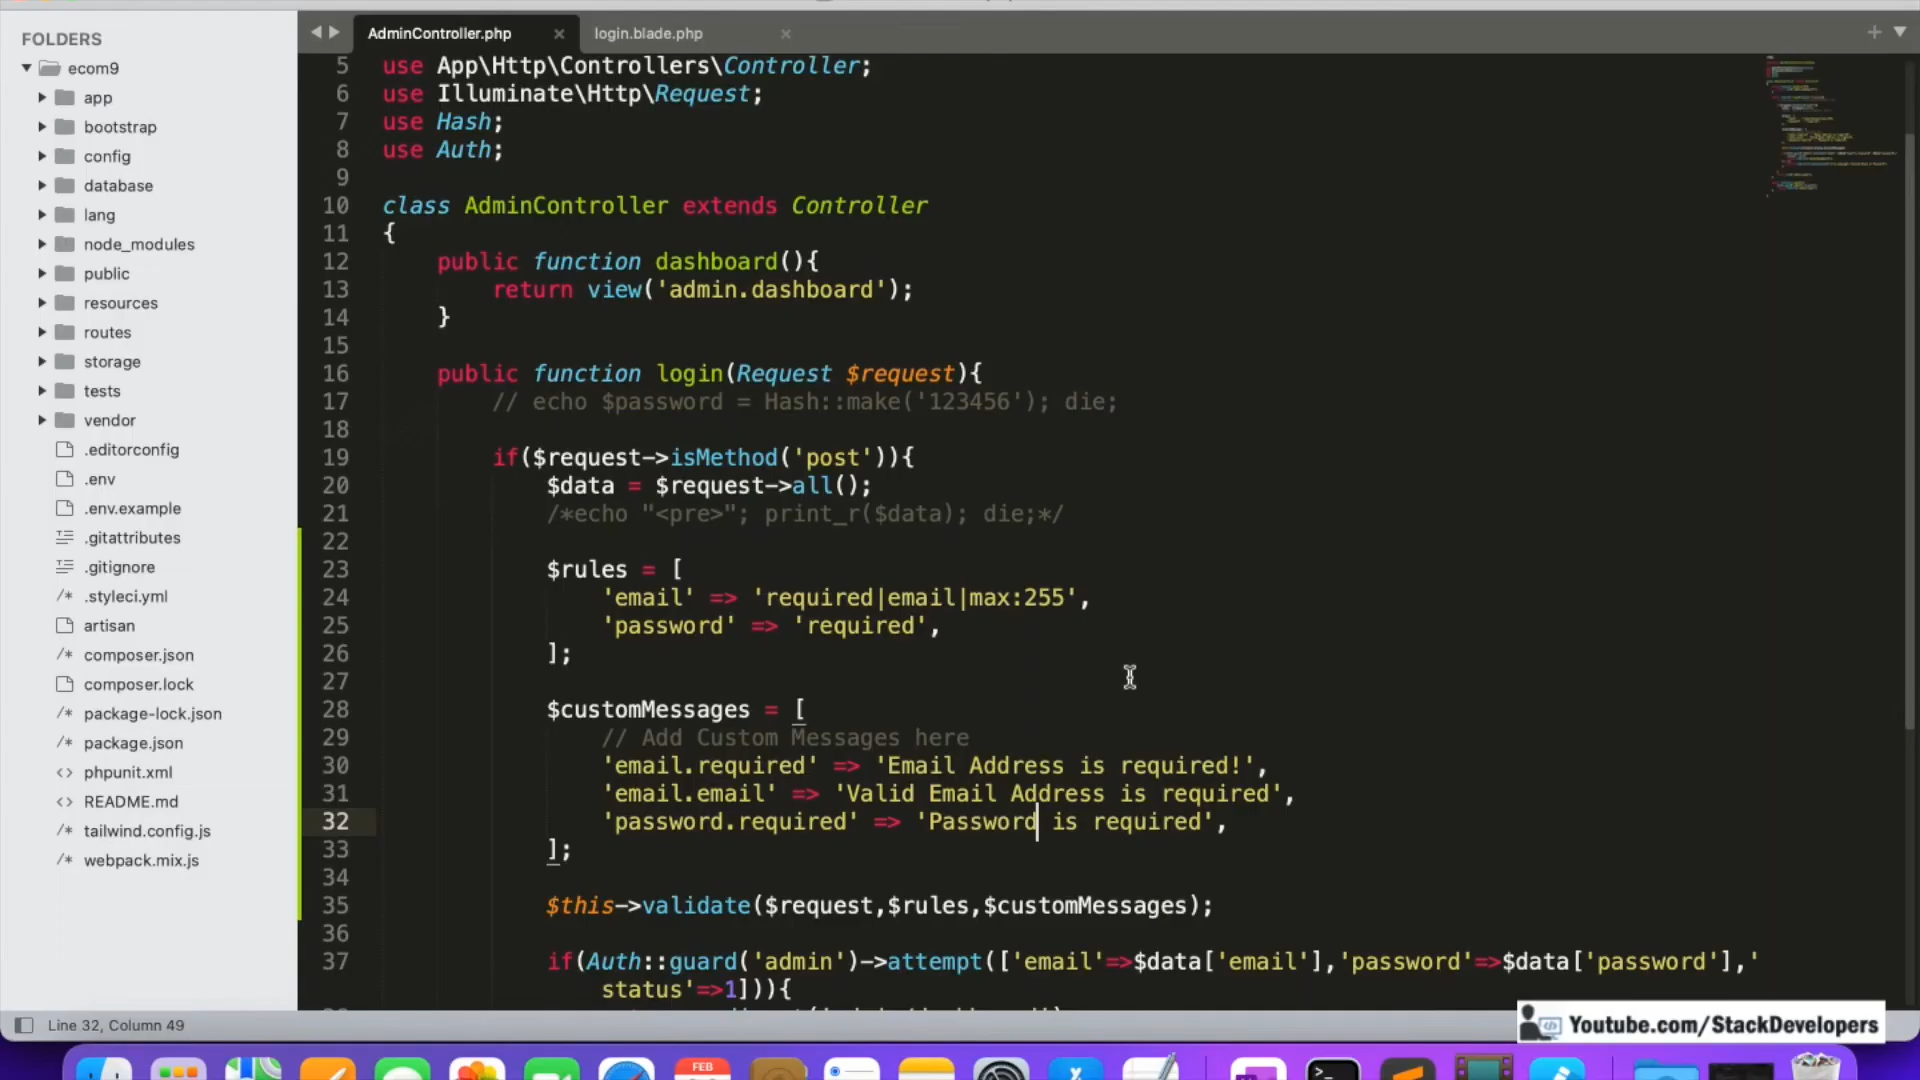 FOLDERS
ecom9
app
bootstrap
config
database
lang
node_modules
public
resources
routes
storage
tests
vendor
.editorconfig
.env
.env.example
.gitattributes
.gitignore
/* .styleci.yml
artisan
/* composer.json
composer.lock
/* package-lock.json
/* package.json
<> phpunit.xml
<> README.md
/* tailwind.config.js
/* webpack.mix.js
AdminController.php
login.blade.php
5 use App\Http\Controllers\Controller;
6 use Illuminate\Http\Request;
7 use Hash;
8 use Auth;
9
10 class AdminController extends Controller
11 {
12 public function dashboard(){
13 return view('admin.dashboard');
14 }
15
16 public function login(Request $request){
17 // echo $password = Hash::make('123456'); die;
18
19 if($request->isMethod('post')){
20 $data = $request->all();
21 /*echo "<pre>"; print_r($data); die;*/
22
23 $rules = [
24 'email' => 'required|email|max:255',
25 'password' => 'required',
26 ];
27
28 $customMessages = [
29 // Add Custom Messages here
30 'email.required' => 'Email Address is required!',
31 'email.email' => 'Valid Email Address is required',
32 'password.required' => 'Password is required',
33 ];
34
35 $this->validate($request,$rules,$customMessages);
36
37 if(Auth::guard('admin')->attempt(['email'=>$data['email'],'password'=>$data['password'],'
status'=>1])){
Line 32, Column 49
Youtube.com/StackDevelopers
FEB